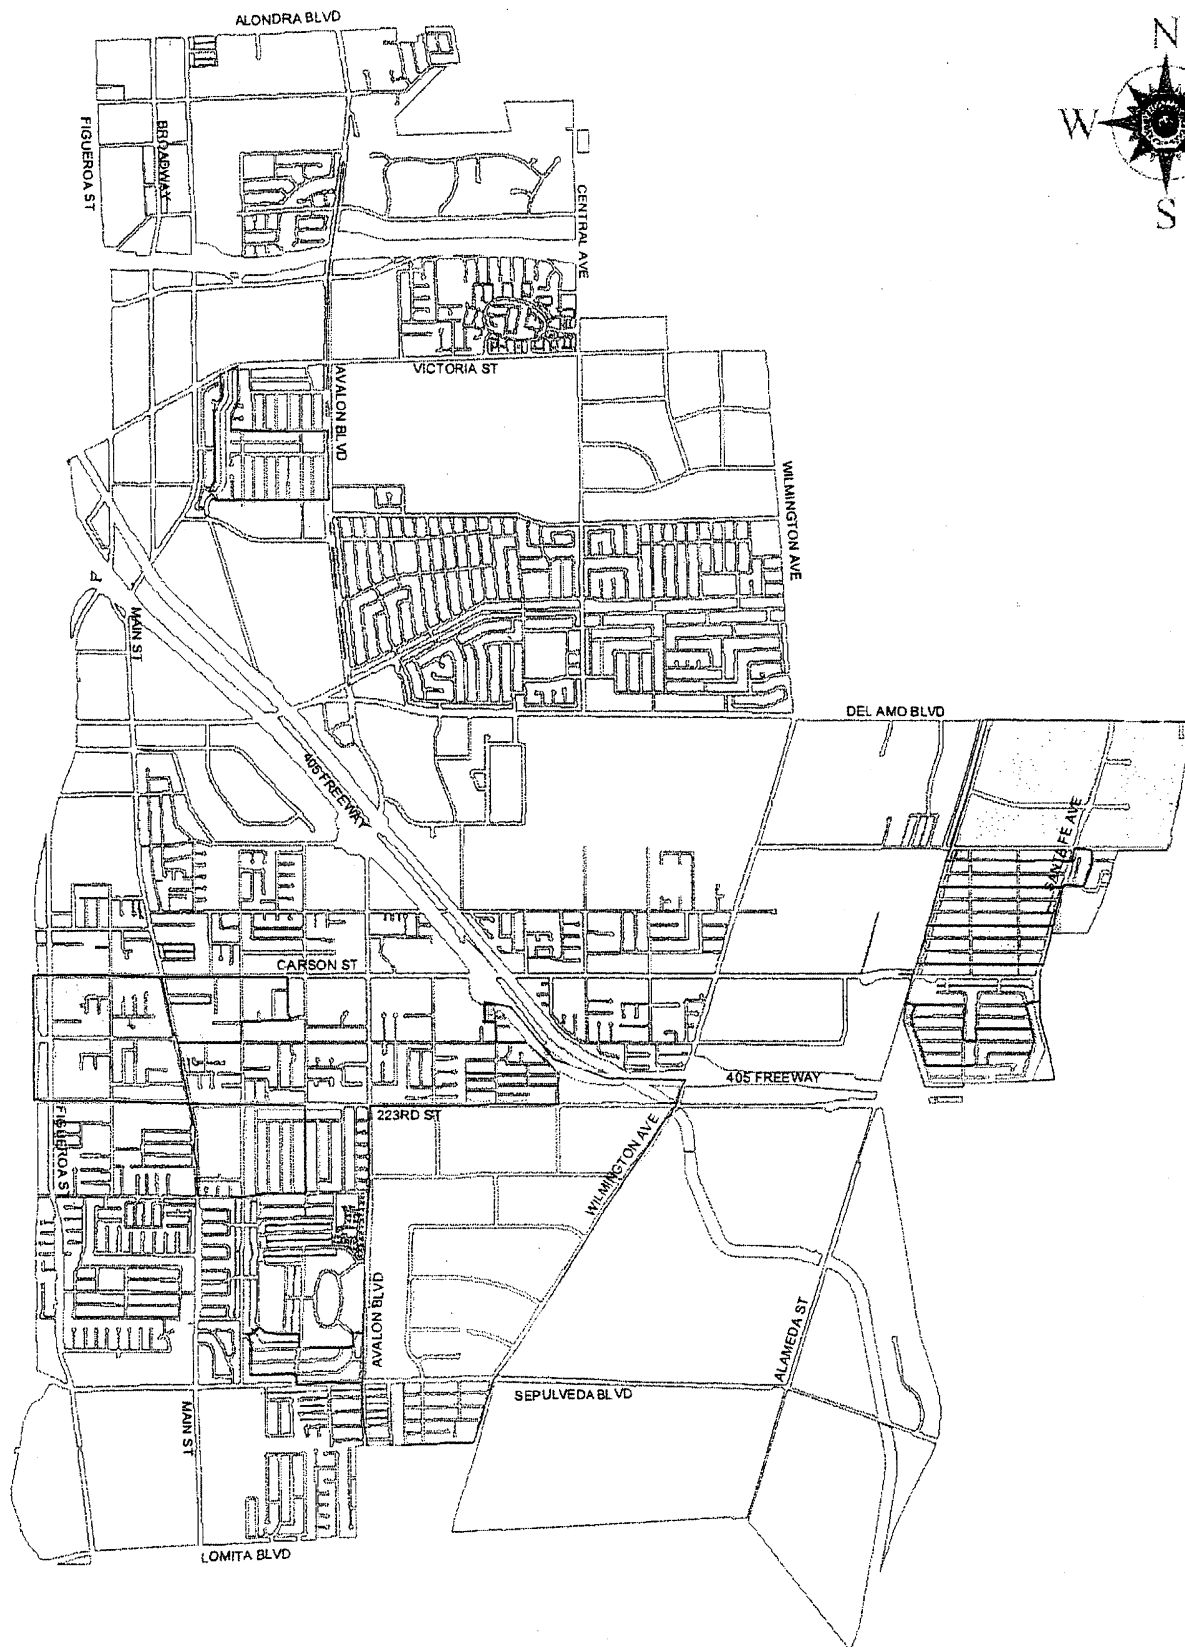 ALONDRA BLVD
N
W
S
FIGUEROA ST
BROADWAY
CENTRAL AVE
VICTORIA ST
AVALON BLVD
WILMINGTON AVE
MAIN ST
DEL AMO BLVD
405 FREEWAY
SANTA FE AVE
CARSON ST
405 FREEWAY
223RD ST
FIGUEROA ST
WILMINGTON AVE
AVALON BLVD
ALAMEDA ST
SEPULVEDA BLVD
MAIN ST
LOMITA BLVD